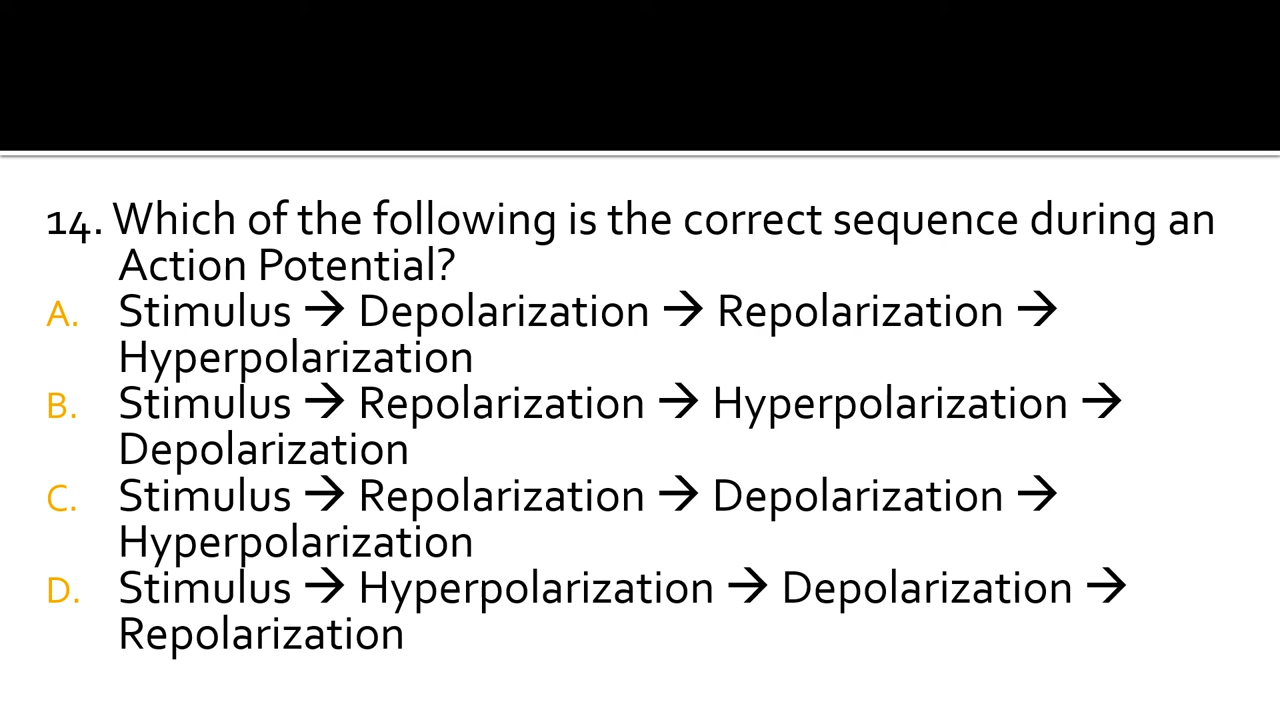 14. Which of the following is the correct sequence during an
Action Potential?
A. Stimulus → Depolarization → Repolarization →
Hyperpolarization
B. Stimulus → Repolarization → Hyperpolarization →
Depolarization
C. Stimulus → Repolarization → Depolarization →
Hyperpolarization
D. Stimulus → Hyperpolarization → Depolarization →
Repolarization